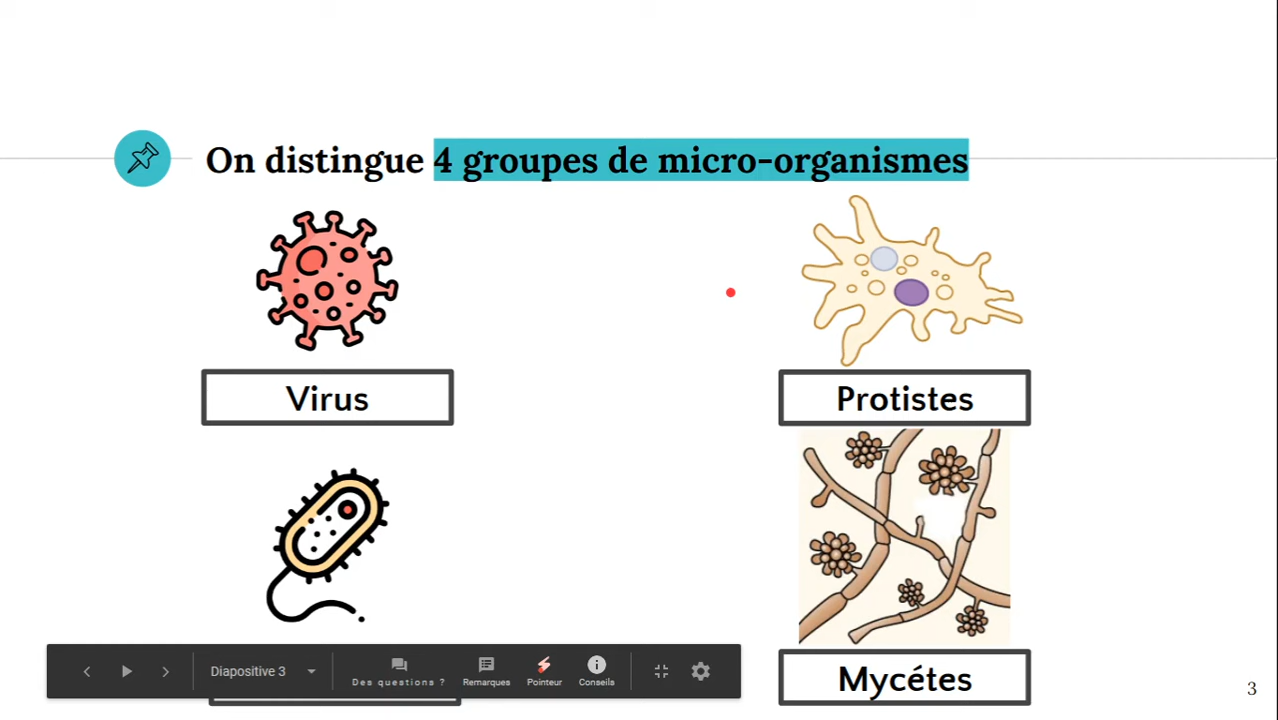 On distingue 4 groupes de micro-organismes
Virus
Protistes
Mycétes
Diapositive 3
Des questions ?
Remarques
Pointeur
Conseils
3